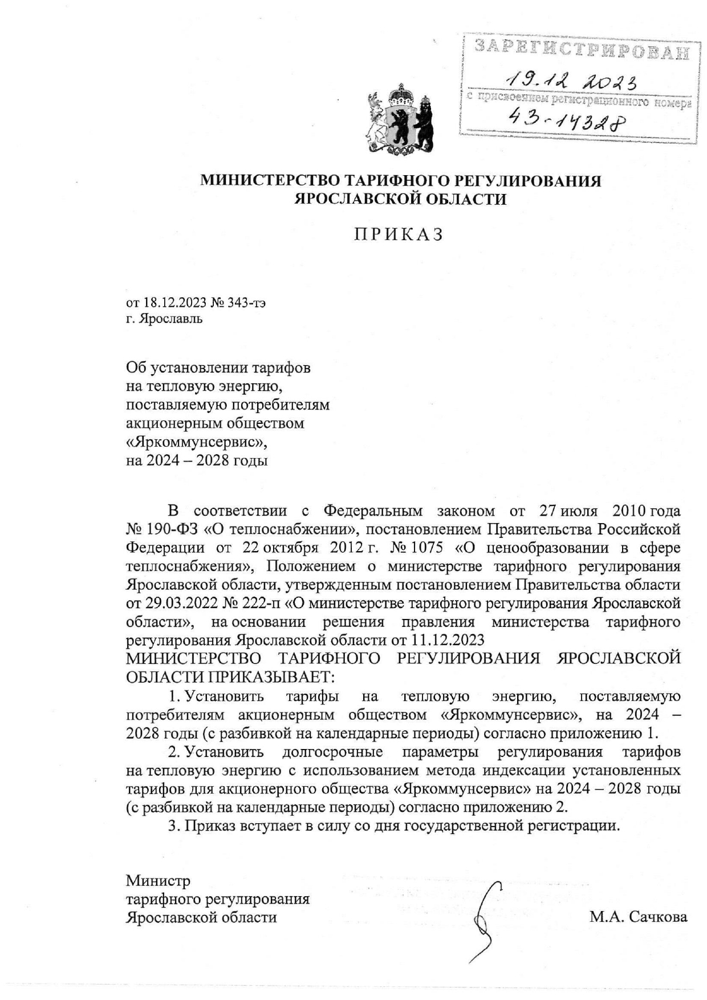 ЗАРЕГИСТРИРОВАН
19.12 2023
с присвоением регистрационного номера
43-14328
МИНИСТЕРСТВО ТАРИФНОГО РЕГУЛИРОВАНИЯ
ЯРОСЛАВСКОЙ ОБЛАСТИ
ПРИКАЗ
от 18.12.2023 № 343-тэ
г. Ярославль
Об установлении тарифов
на тепловую энергию,
поставляемую потребителям
акционерным обществом
«Яркоммунсервис»,
на 2024 – 2028 годы
В соответствии с Федеральным законом от 27 июля 2010 года
№ 190-ФЗ «О теплоснабжении», постановлением Правительства Российской
Федерации от 22 октября 2012 г. № 1075 «О ценообразовании в сфере
теплоснабжения», Положением о министерстве тарифного регулирования
Ярославской области, утвержденным постановлением Правительства области
от 29.03.2022 № 222-п «О министерстве тарифного регулирования Ярославской
области», на основании решения правления министерства тарифного
регулирования Ярославской области от 11.12.2023
МИНИСТЕРСТВО ТАРИФНОГО РЕГУЛИРОВАНИЯ ЯРОСЛАВСКОЙ
ОБЛАСТИ ПРИКАЗЫВАЕТ:
1. Установить тарифы на тепловую энергию, поставляемую
потребителям акционерным обществом «Яркоммунсервис», на 2024 –
2028 годы (с разбивкой на календарные периоды) согласно приложению 1.
2. Установить долгосрочные параметры регулирования тарифов
на тепловую энергию с использованием метода индексации установленных
тарифов для акционерного общества «Яркоммунсервис» на 2024 – 2028 годы
(с разбивкой на календарные периоды) согласно приложению 2.
3. Приказ вступает в силу со дня государственной регистрации.
Министр
тарифного регулирования
Ярославской области
М.А. Сачкова